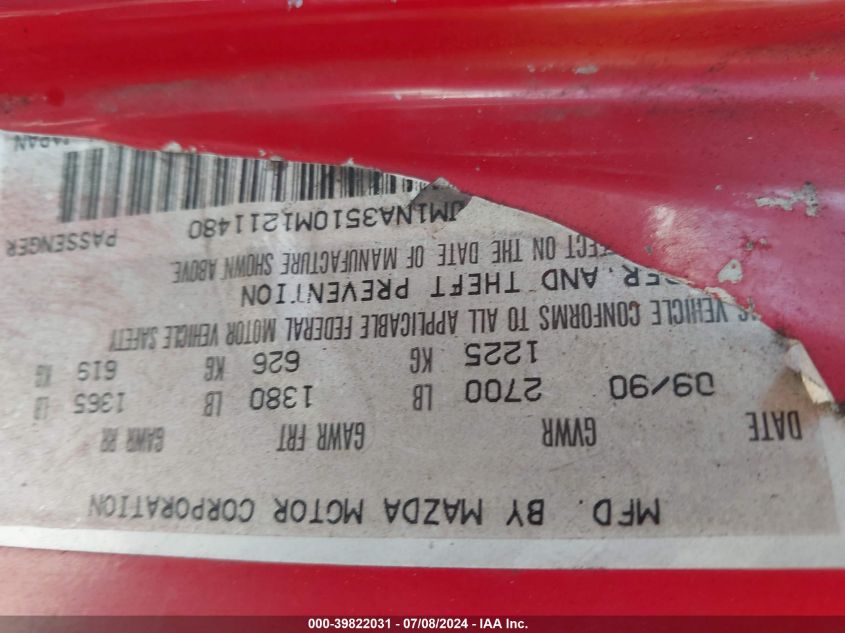 MFD. BY MAZDA MOTOR CORPORATION
DATE GVWR GAWR FRT GAWR RR
09/90 2700 LB 1380 LB 1365 LB
1225 KG 626 KG 619 KG
VEHICLE CONFORMS TO ALL APPLICABLE FEDERAL MOTOR VEHICLE SAFETY
AND THEFT PREVENTION
ON THE DATE OF MANUFACTURE SHOWN ABOVE
JM1NA3510M1211480 PASSENGER
JAPAN
000-39822031 - 07/08/2024 - IAA Inc.